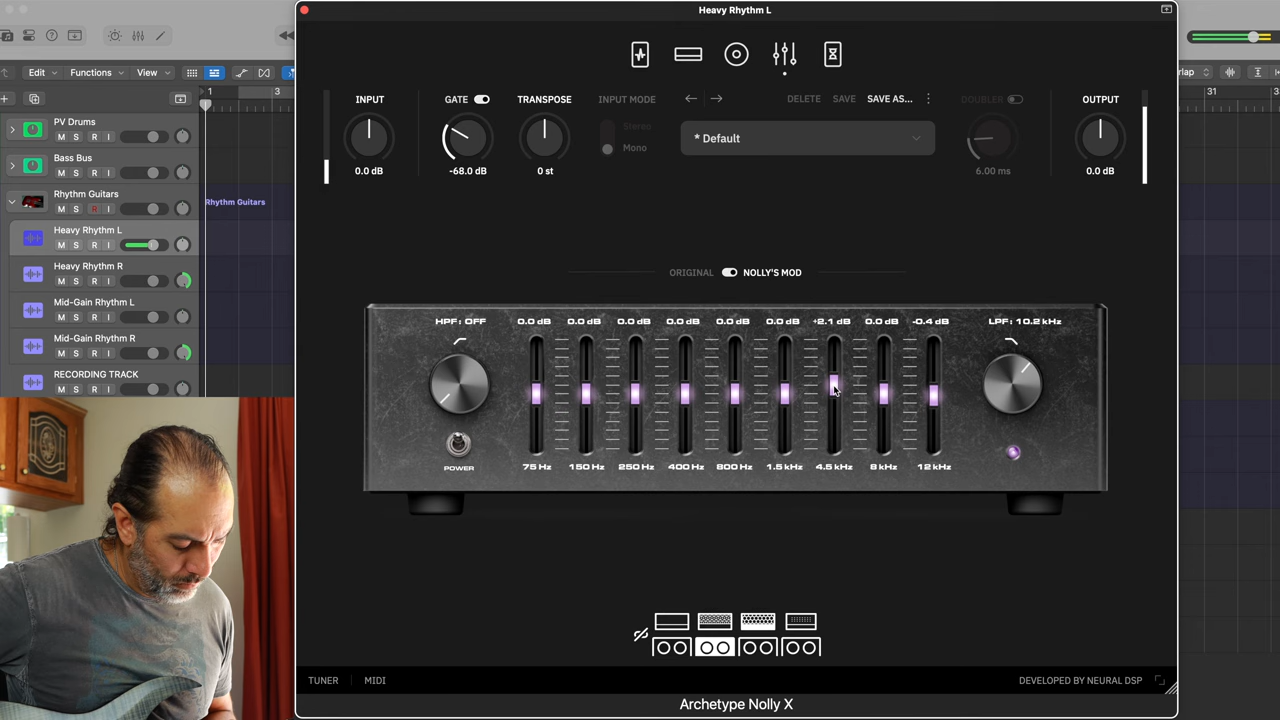 Heavy Rhythm L
Edit Functions View
1 3
PV Drums
M S R I
Bass Bus
M S R I
Rhythm Guitars
M S R I
Rhythm Guitars
Heavy Rhythm L
M S R I
Heavy Rhythm R
M S R I
Mid-Gain Rhythm L
M S R I
Mid-Gain Rhythm R
M S R I
RECORDING TRACK
M S R I
31
INPUT
0.0 dB
GATE
-68.0 dB
TRANSPOSE
0 st
INPUT MODE
Stereo
Mono
DELETE SAVE SAVE AS...
* Default
DOUBLER
6.00 ms
OUTPUT
0.0 dB
ORIGINAL NOLLY'S MOD
HPF: OFF 0.0 dB 0.0 dB 0.0 dB 0.0 dB 0.0 dB 0.0 dB +2.1 dB 0.0 dB -0.4 dB LPF: 10.2 kHz
POWER 75 Hz 150 Hz 250 Hz 400 Hz 800 Hz 1.5 kHz 4.5 kHz 8 kHz 12 kHz
TUNER MIDI DEVELOPED BY NEURAL DSP
Archetype Nolly X